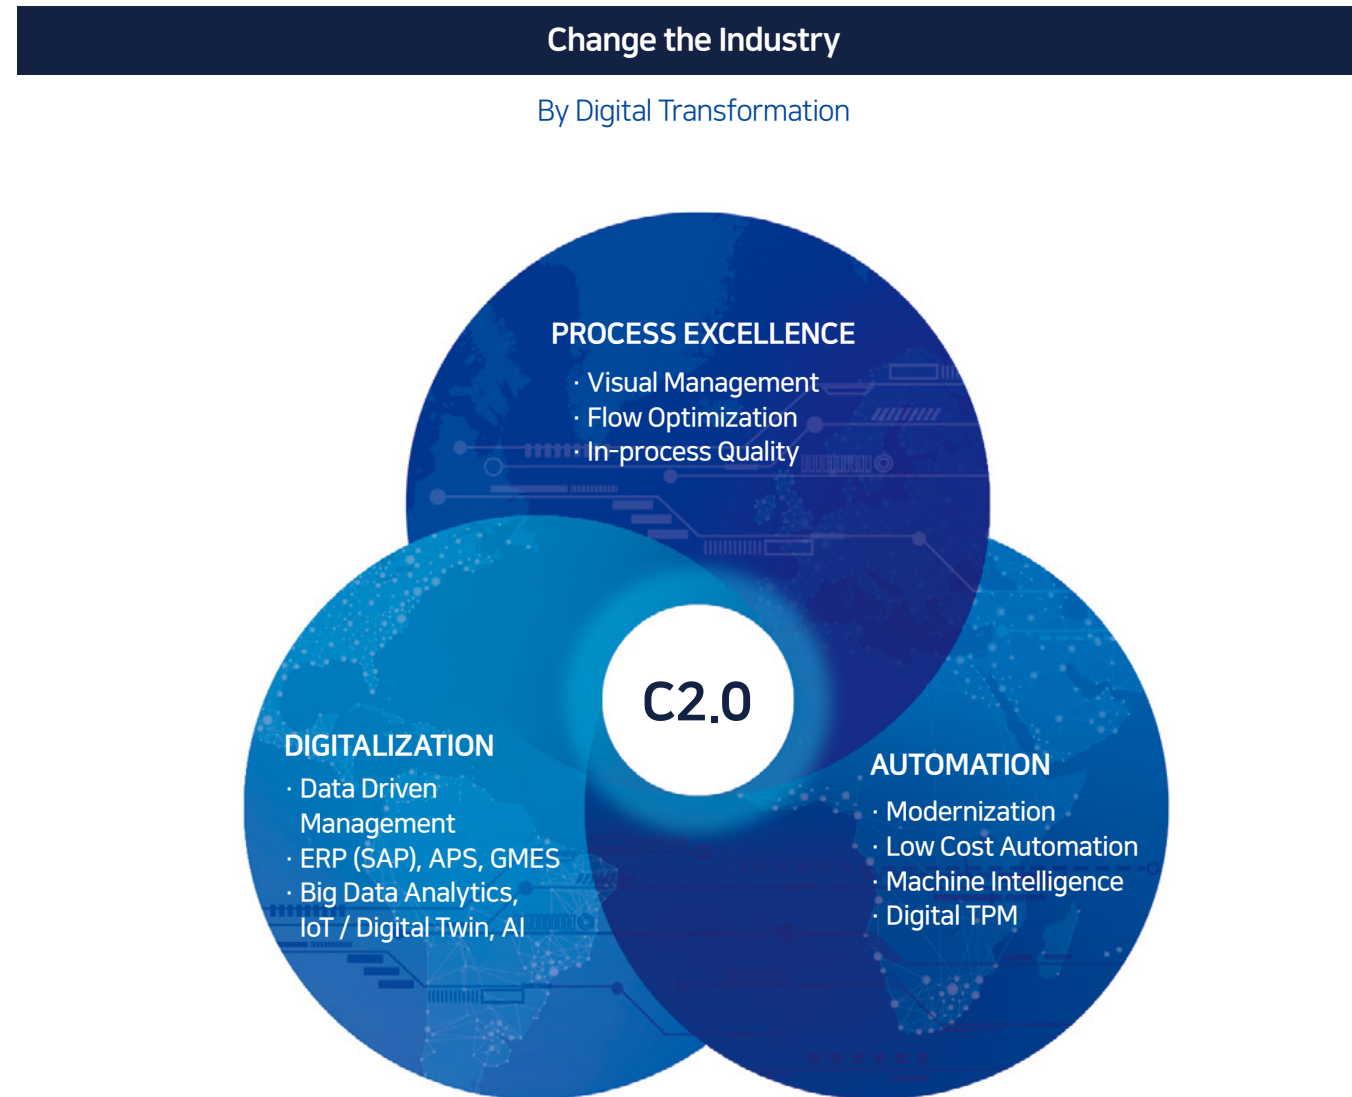 Change the Industry
By Digital Transformation
PROCESS EXCELLENCE
· Visual Management
· Flow Optimization
· In-process Quality
C2.0
DIGITALIZATION
· Data Driven
Management
· ERP (SAP), APS, GMES
· Big Data Analytics,
IoT / Digital Twin, AI
AUTOMATION
· Modernization
· Low Cost Automation
· Machine Intelligence
· Digital TPM